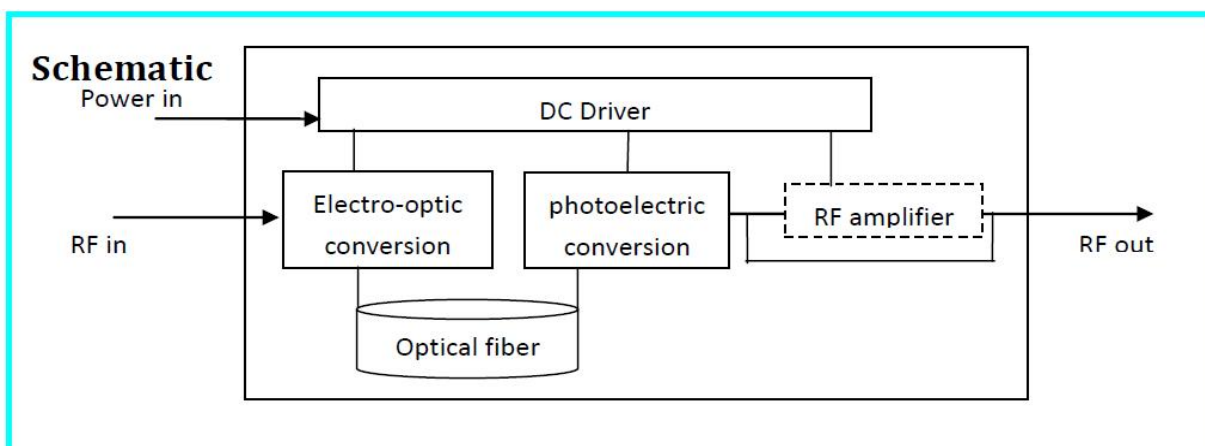 Schematic
Power in
DC Driver
Electro-optic
conversion
photoelectric
conversion
RF amplifier
RF in
RF out
Optical fiber